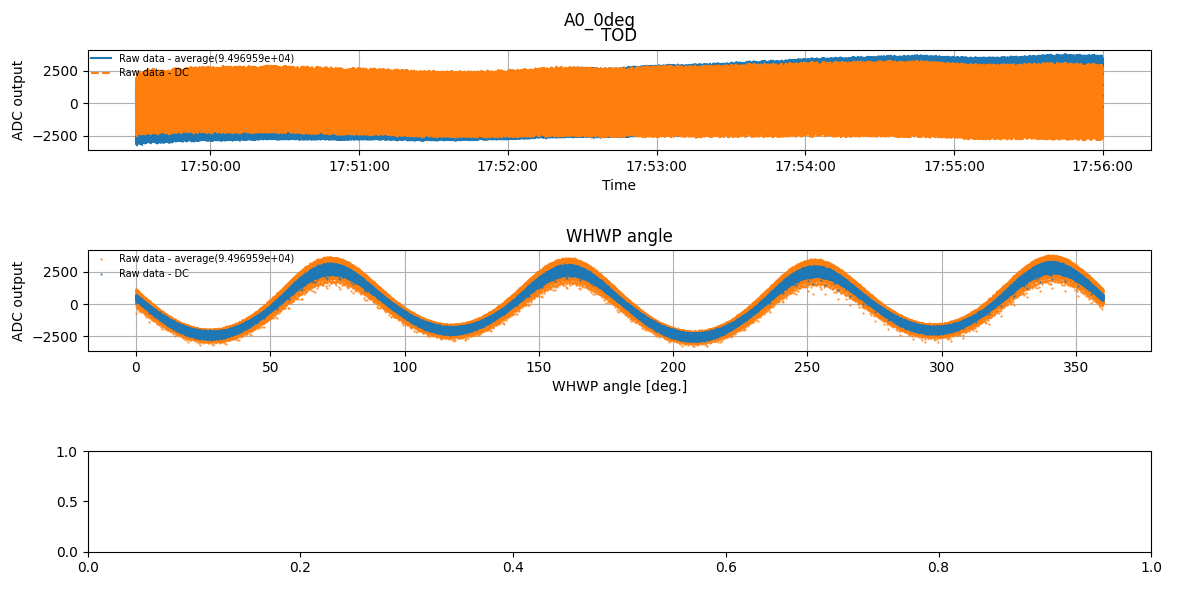 A0_0deg
TOD
Raw data - average(9.496959e+04)
Raw data - DC
ADC output
2500
0
−2500
17:50:00 17:51:00 17:52:00 17:53:00 17:54:00 17:55:00 17:56:00
Time
WHWP angle
Raw data - average(9.496959e+04)
Raw data - DC
ADC output
2500
0
−2500
0 50 100 150 200 250 300 350
WHWP angle [deg.]
1.0
0.5
0.0
0.0 0.2 0.4 0.6 0.8 1.0